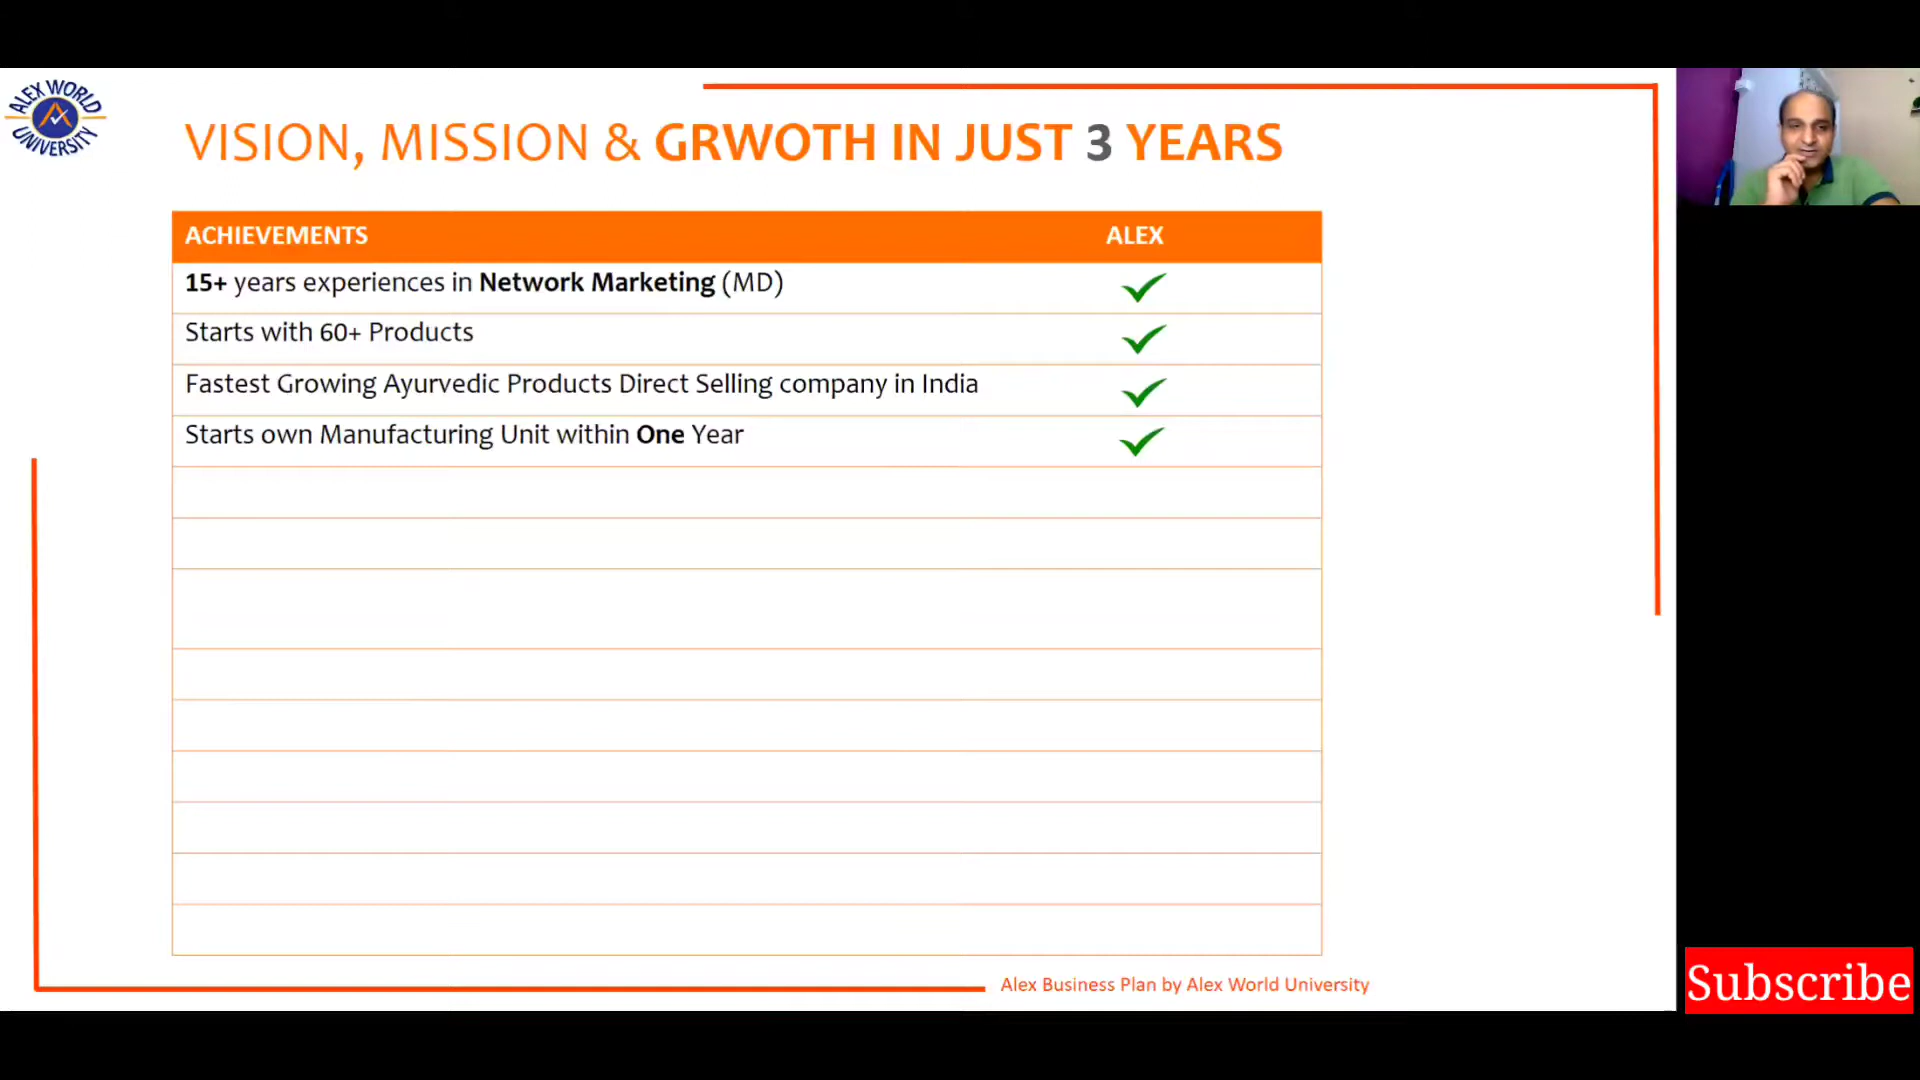 ALEX WORLD
UNIVERSITY
VISION, MISSION & GRWOTH IN JUST 3 YEARS
ACHIEVEMENTS ALEX
15+ years experiences in Network Marketing (MD)
Starts with 60+ Products
Fastest Growing Ayurvedic Products Direct Selling company in India
Starts own Manufacturing Unit within One Year
Alex Business Plan by Alex World University
Subscribe